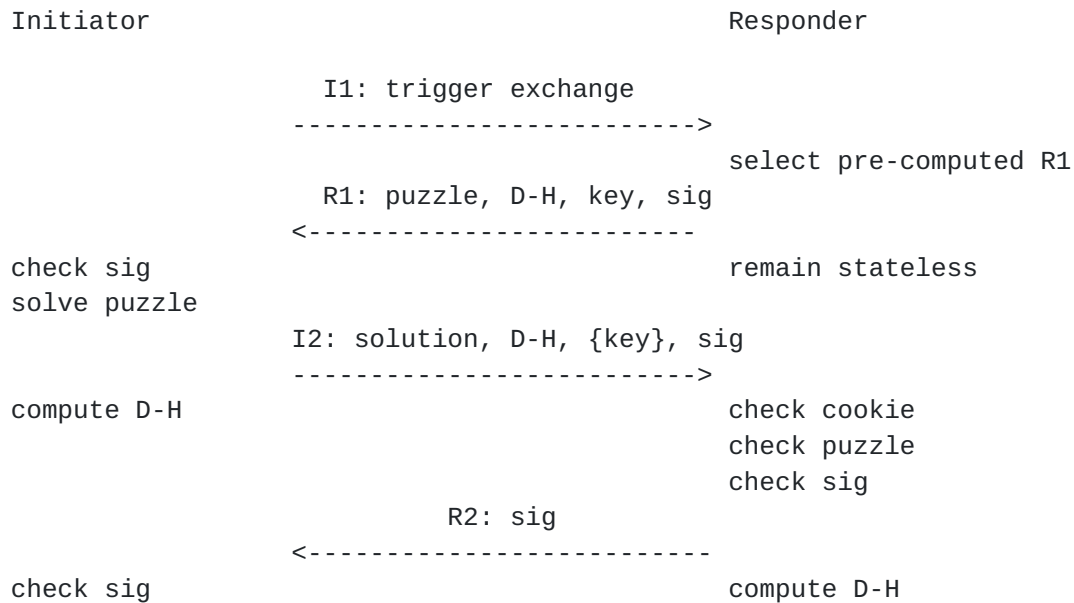 Initiator                                     Responder
                    I1: trigger exchange
                  -------------------------->
                                              select pre-computed R1
                    R1: puzzle, D-H, key, sig
                  <-------------------------
check sig                                     remain stateless
solve puzzle
                  I2: solution, D-H, {key}, sig
                  -------------------------->
compute D-H                                   check cookie
                                              check puzzle
                                              check sig
                            R2: sig
                  <--------------------------
check sig                                     compute D-H